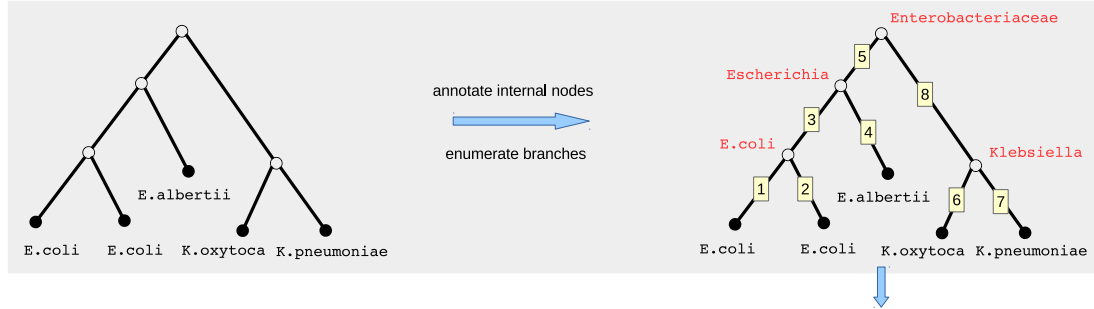 Enterobacteriaceae
5
Escherichia
annotate internal nodes
8
3
4
E.coli
enumerate branches
Klebsiella
E.albertii
1
2
E.albertii
6
7
E.coli
E.coli
K.oxytoca
K.pneumoniae
E.coli
E.coli
K.oxytoca
K.pneumoniae